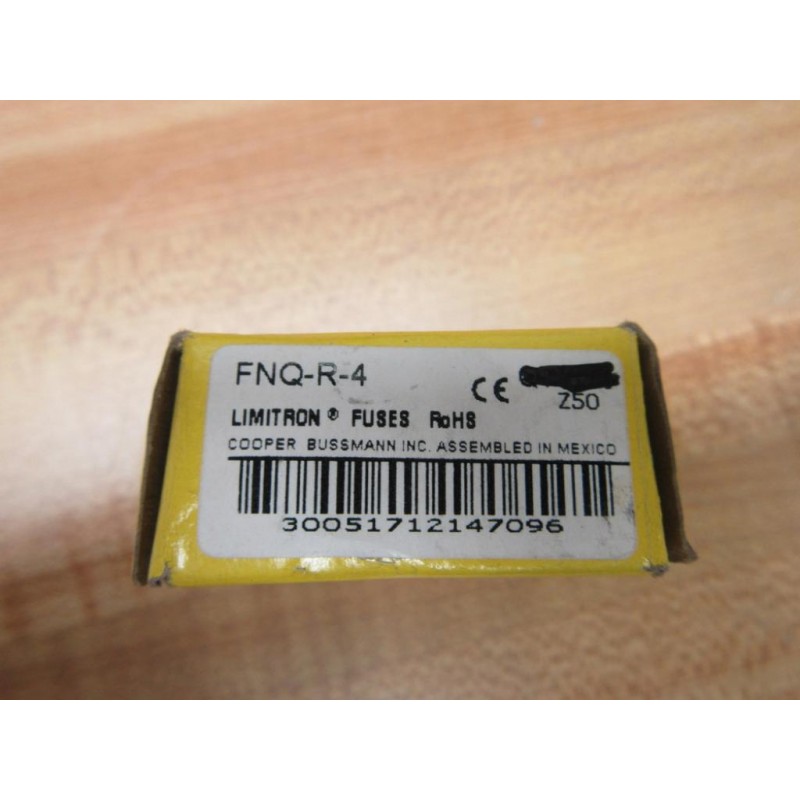 FNQ-R-4
CE
Z50
LIMITRON® FUSES RoHS
COOPER BUSSMANN INC. ASSEMBLED IN MEXICO
30051712147096